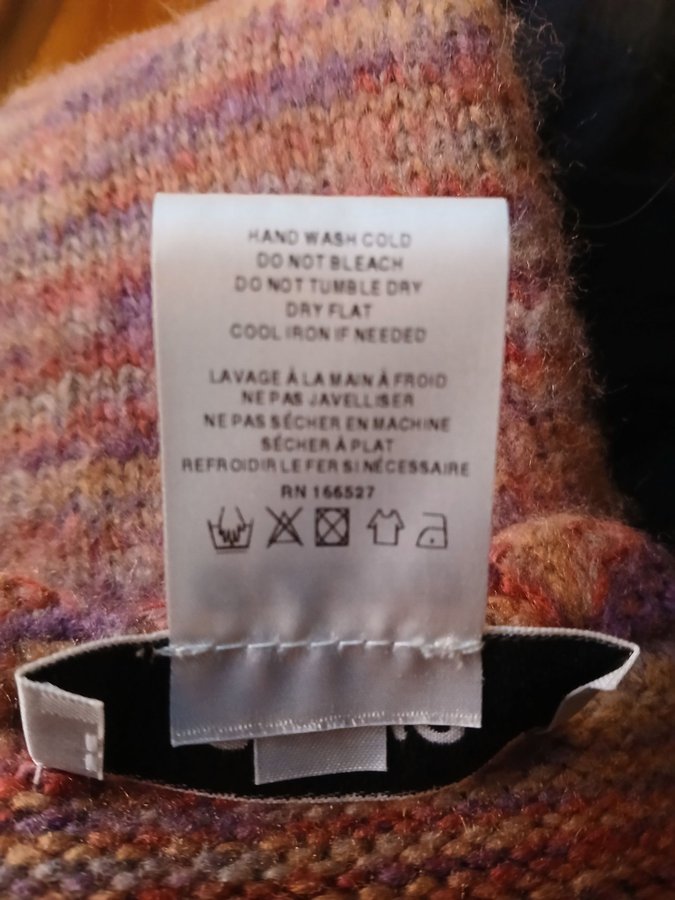 HAND WASH COLD
DO NOT BLEACH
DO NOT TUMBLE DRY
DRY FLAT
COOL IRON IF NEEDED
LAVAGE À LA MAIN À FROID
NE PAS JAVELLISER
NE PAS SÉCHER EN MACHINE
SÉCHER À PLAT
REFROIDIR LE FER SI NÉCESSAIRE
RN 166527